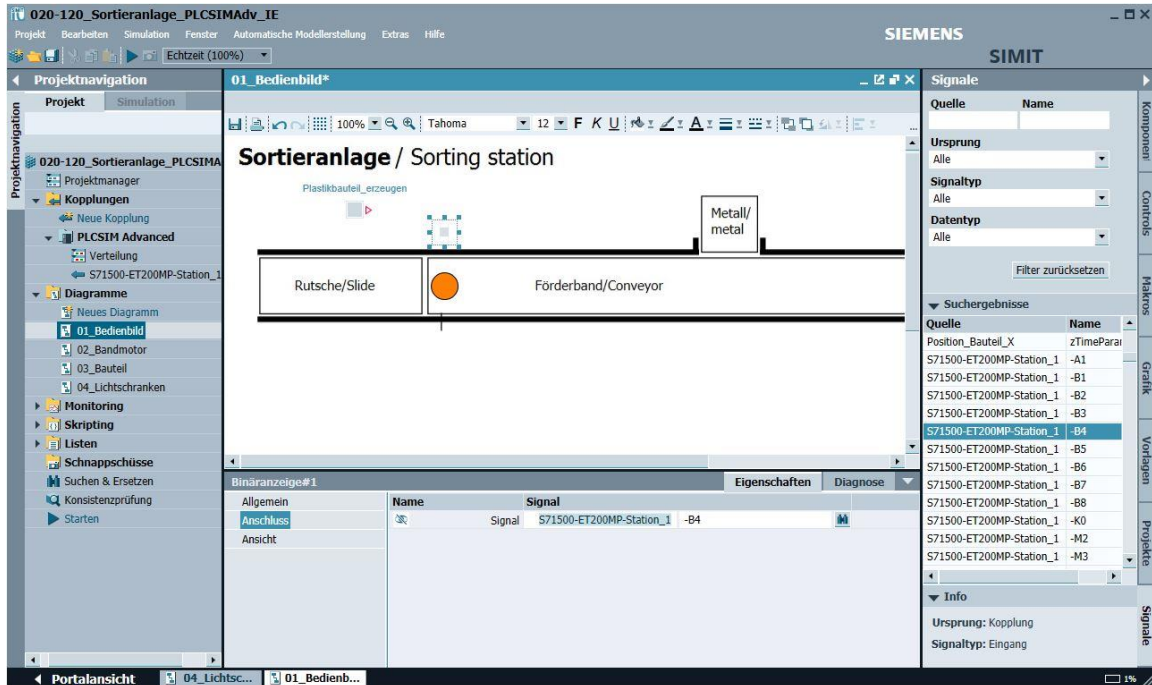 020-120_Sortieranlage_PLCSIMAdv_IE
Projekt Bearbeiten Simulation Fenster Automatische Modellerstellung Extras Hilfe
SIEMENS
SIMIT
Echtzeit (100%)
Projektnavigation
Projekt Simulation
Projektnavigation
020-120_Sortieranlage_PLCSIMA
Projektmanager
Kopplungen
Neue Kopplung
PLCSIM Advanced
Verteilung
S71500-ET200MP-Station_1
Diagramme
Neues Diagramm
01_Bedienbild
02_Bandmotor
03_Bauteil
04_Lichtschranken
Monitoring
Skripting
Listen
Schnappschüsse
Suchen & Ersetzen
Konsistenzprüfung
Starten
01_Bedienbild*
100% Tahoma 12 F K U A
Sortieranlage / Sorting station
Plastikbauteil_erzeugen
Metall/
metal
Rutsche/Slide Förderband/Conveyor
Binäranzeige#1 Eigenschaften Diagnose
Allgemein
Anschluss
Ansicht
Name Signal
Signal S71500-ET200MP-Station_1 -B4
Signale
Quelle Name
Ursprung
Alle
Signaltyp
Alle
Datentyp
Alle
Filter zurücksetzen
Suchergebnisse
Quelle Name
Position_Bauteil_X zTimeParar
S71500-ET200MP-Station_1 -A1
S71500-ET200MP-Station_1 -B1
S71500-ET200MP-Station_1 -B2
S71500-ET200MP-Station_1 -B3
S71500-ET200MP-Station_1 -B4
S71500-ET200MP-Station_1 -B5
S71500-ET200MP-Station_1 -B6
S71500-ET200MP-Station_1 -B7
S71500-ET200MP-Station_1 -B8
S71500-ET200MP-Station_1 -K0
S71500-ET200MP-Station_1 -M2
S71500-ET200MP-Station_1 -M3
Info
Ursprung: Kopplung
Signaltyp: Eingang
Komponent
Controls
Makros
Grafik
Vorlagen
Projekte
Signale
Portalansicht 04_Lichtsc... 01_Bedienb... 1%